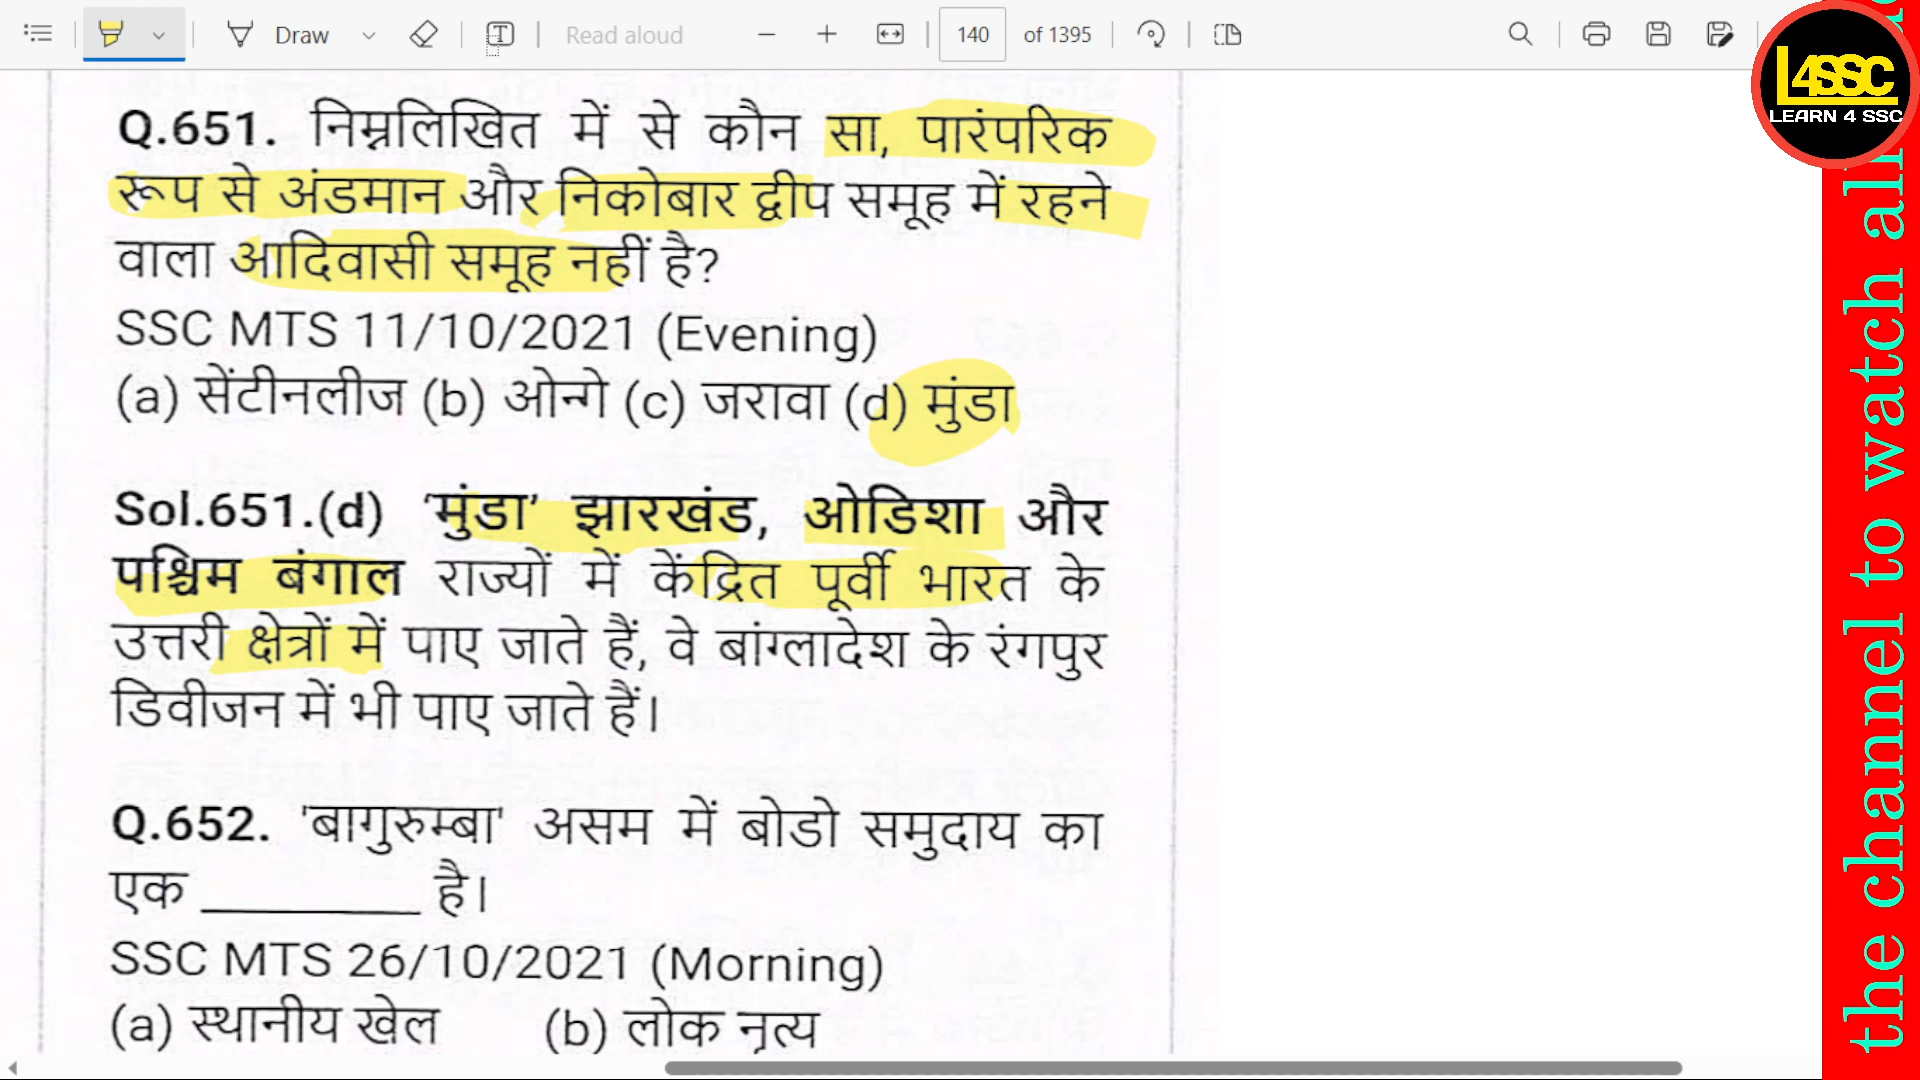 Draw
Read aloud
140 of 1395
L4SSC
LEARN 4 SSC
Q.651. निम्नलिखित में से कौन सा, पारंपरिक
रूप से अंडमान और निकोबार द्वीप समूह में रहने
वाला आदिवासी समूह नहीं है?
SSC MTS 11/10/2021 (Evening)
(a) सेंटीनलीज (b) ओन्गे (c) जरावा (d) मुंडा
Sol.651.(d) ‘मुंडा’ झारखंड, ओडिशा और
पश्चिम बंगाल राज्यों में केंद्रित पूर्वी भारत के
उत्तरी क्षेत्रों में पाए जाते हैं, वे बांग्लादेश के रंगपुर
डिवीजन में भी पाए जाते हैं।
Q.652. 'बागुरुम्बा' असम में बोडो समुदाय का
एक ________ है।
SSC MTS 26/10/2021 (Morning)
(a) स्थानीय खेल (b) लोक नृत्य
the channel to watch all